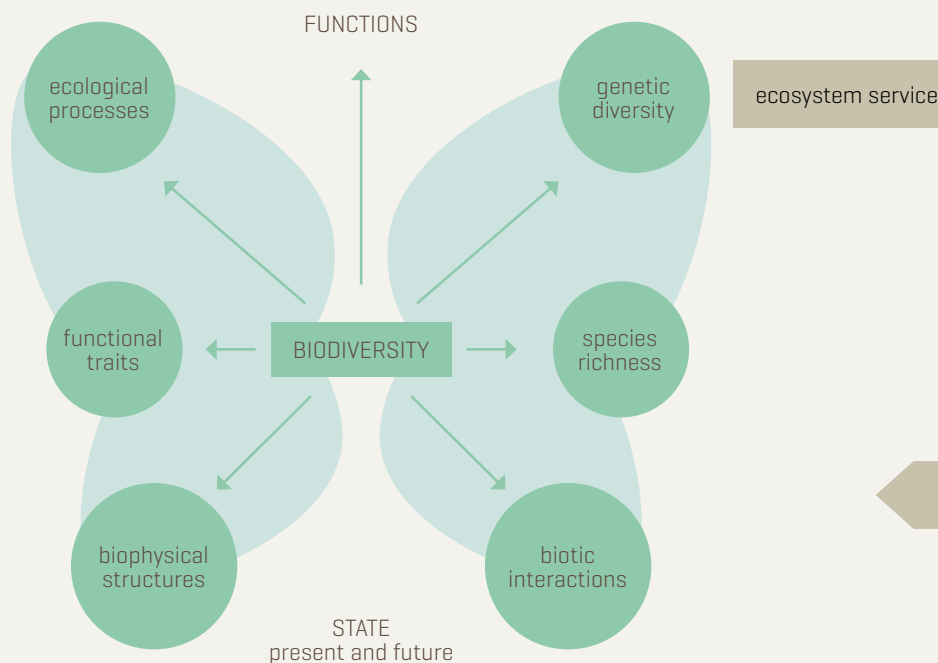 FUNCTIONS
ecological
processes
genetic
diversity
ecosystem service
functional
traits
BIODIVERSITY
species
richness
biophysical
structures
biotic
interactions
STATE
present and future